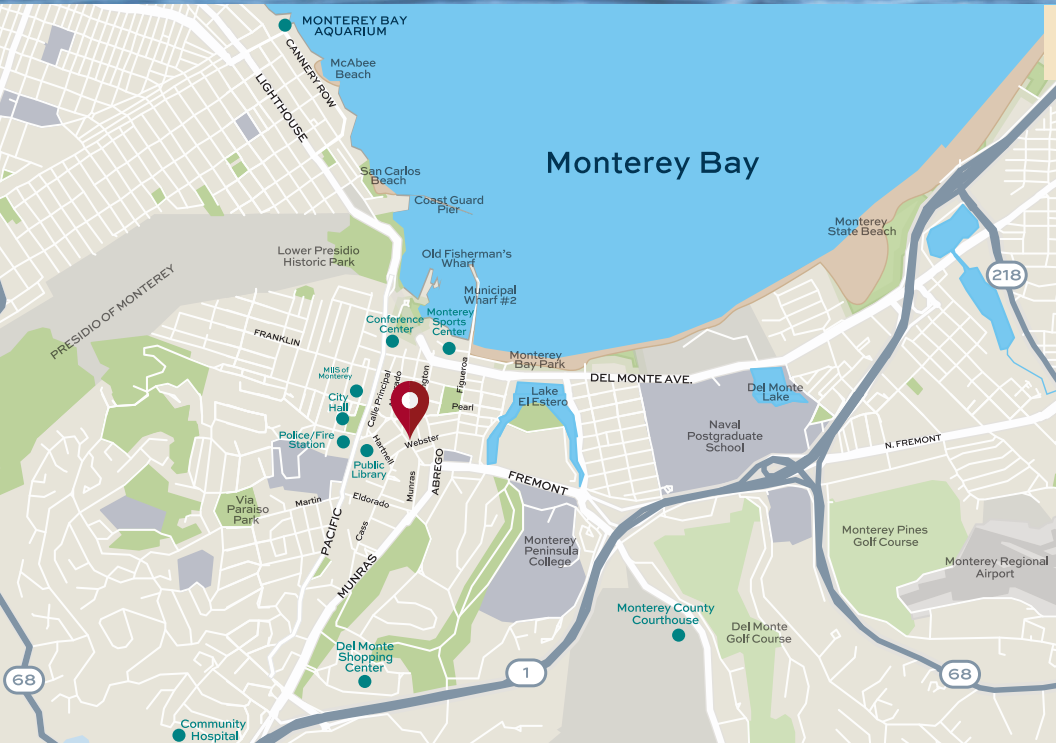 MONTEREY BAY
AQUARIUM
McAbee
Beach
CANNERY ROW
LIGHTHOUSE
Monterey Bay
San Carlos
Beach
Coast Guard
Pier
Monterey
State Beach
Lower Presidio
Historic Park
Old Fisherman's
Wharf
218
PRESIDIO OF MONTEREY
Municipal
Wharf #2
Conference
Center
Monterey
Sports
Center
FRANKLIN
Monterey
Bay Park
MIIS of
Monterey
Calle Principal
Figueroa
DEL MONTE AVE.
Lake
El Estero
Del Monte
Lake
City
Hall
Pearl
Naval
Postgraduate
School
Police/Fire
Station
Hartnell
Webster
N. FREMONT
Public
Library
Munras
ABREGO
FREMONT
Via
Paraiso
Park
Martin
Eldorado
Cass
PACIFIC
MUNRAS
Monterey
Peninsula
College
Monterey Pines
Golf Course
Monterey Regional
Airport
Monterey County
Courthouse
Del Monte
Golf Course
Del Monte
Shopping
Center
68
1
68
Community
Hospital